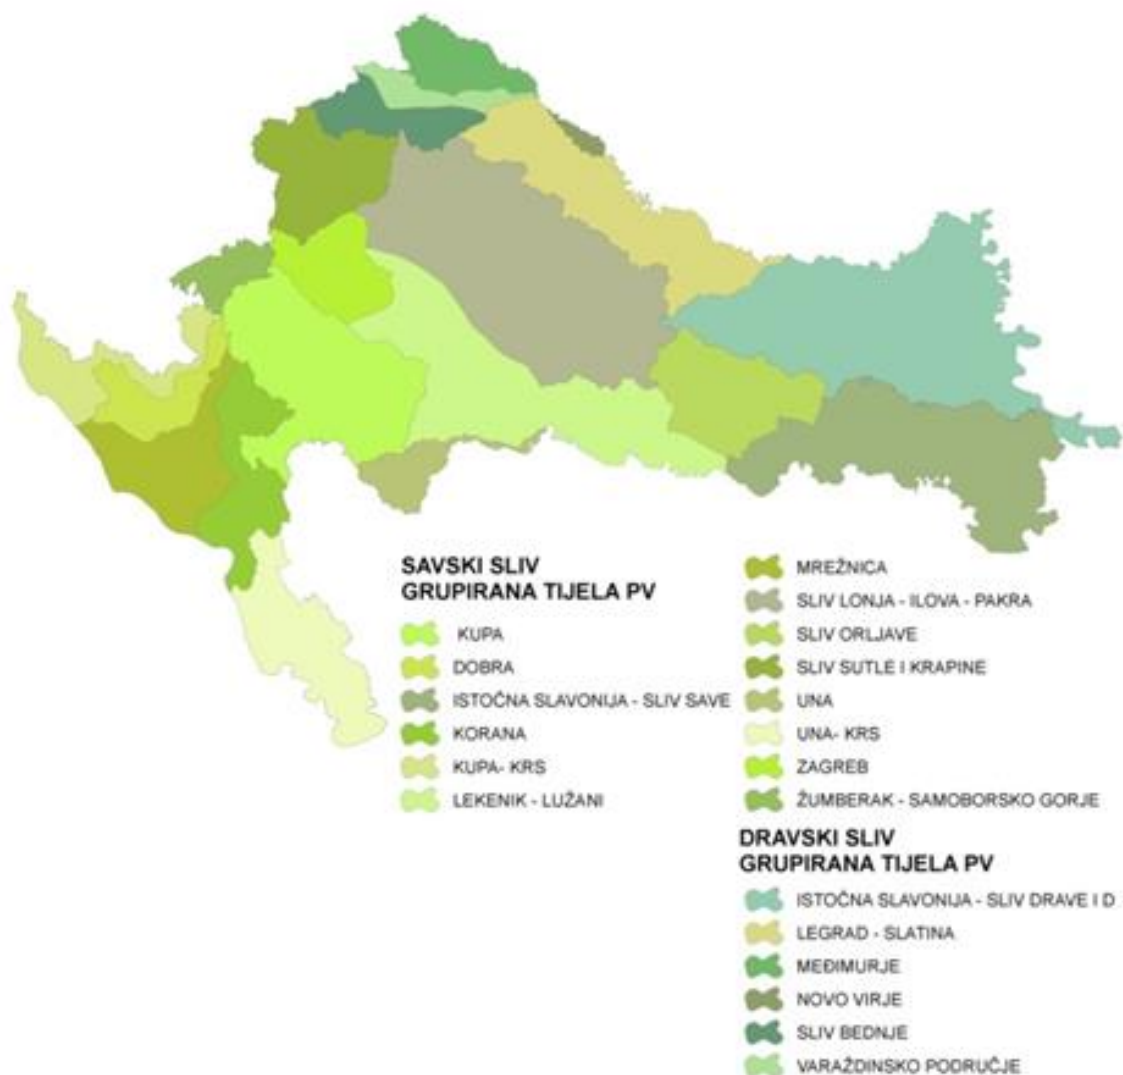 SAVSKI SLIV
GRUPIRANA TIJELA PV
KUPA
DOBRA
ISTOČNA SLAVONIJA - SLIV SAVE
KORANA
KUPA- KRS
LEKENIK - LUŽANI
MREŽNICA
SLIV LONJA - ILOVA - PAKRA
SLIV ORLJAVE
SLIV SUTLE I KRAPINE
UNA
UNA- KRS
ZAGREB
ŽUMBERAK - SAMOBORSKO GORJE
DRAVSKI SLIV
GRUPIRANA TIJELA PV
ISTOČNA SLAVONIJA - SLIV DRAVE I D
LEGRAD - SLATINA
MEĐIMURJE
NOVO VIRJE
SLIV BEDNJE
VARAŽDINSKO PODRUČJE